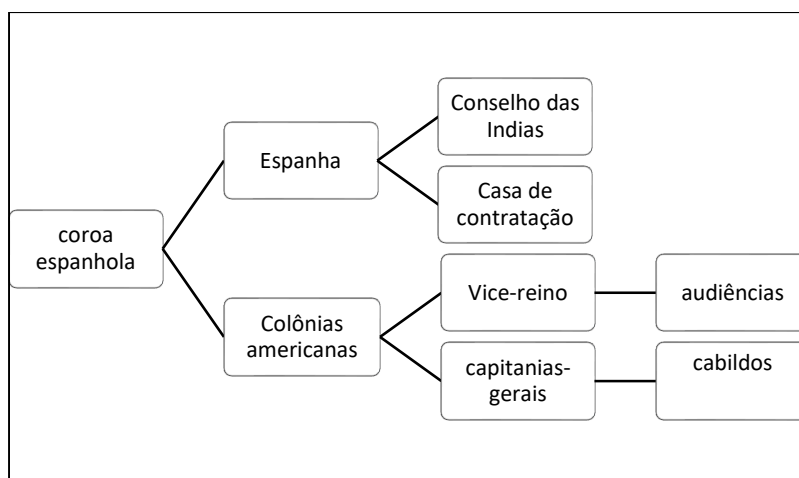 coroa
espanhola
Espanha
Conselho das
Indias
Casa de
contratação
Colônias
americanas
Vice-reino
audiências
capitanias-
gerais
cabildos